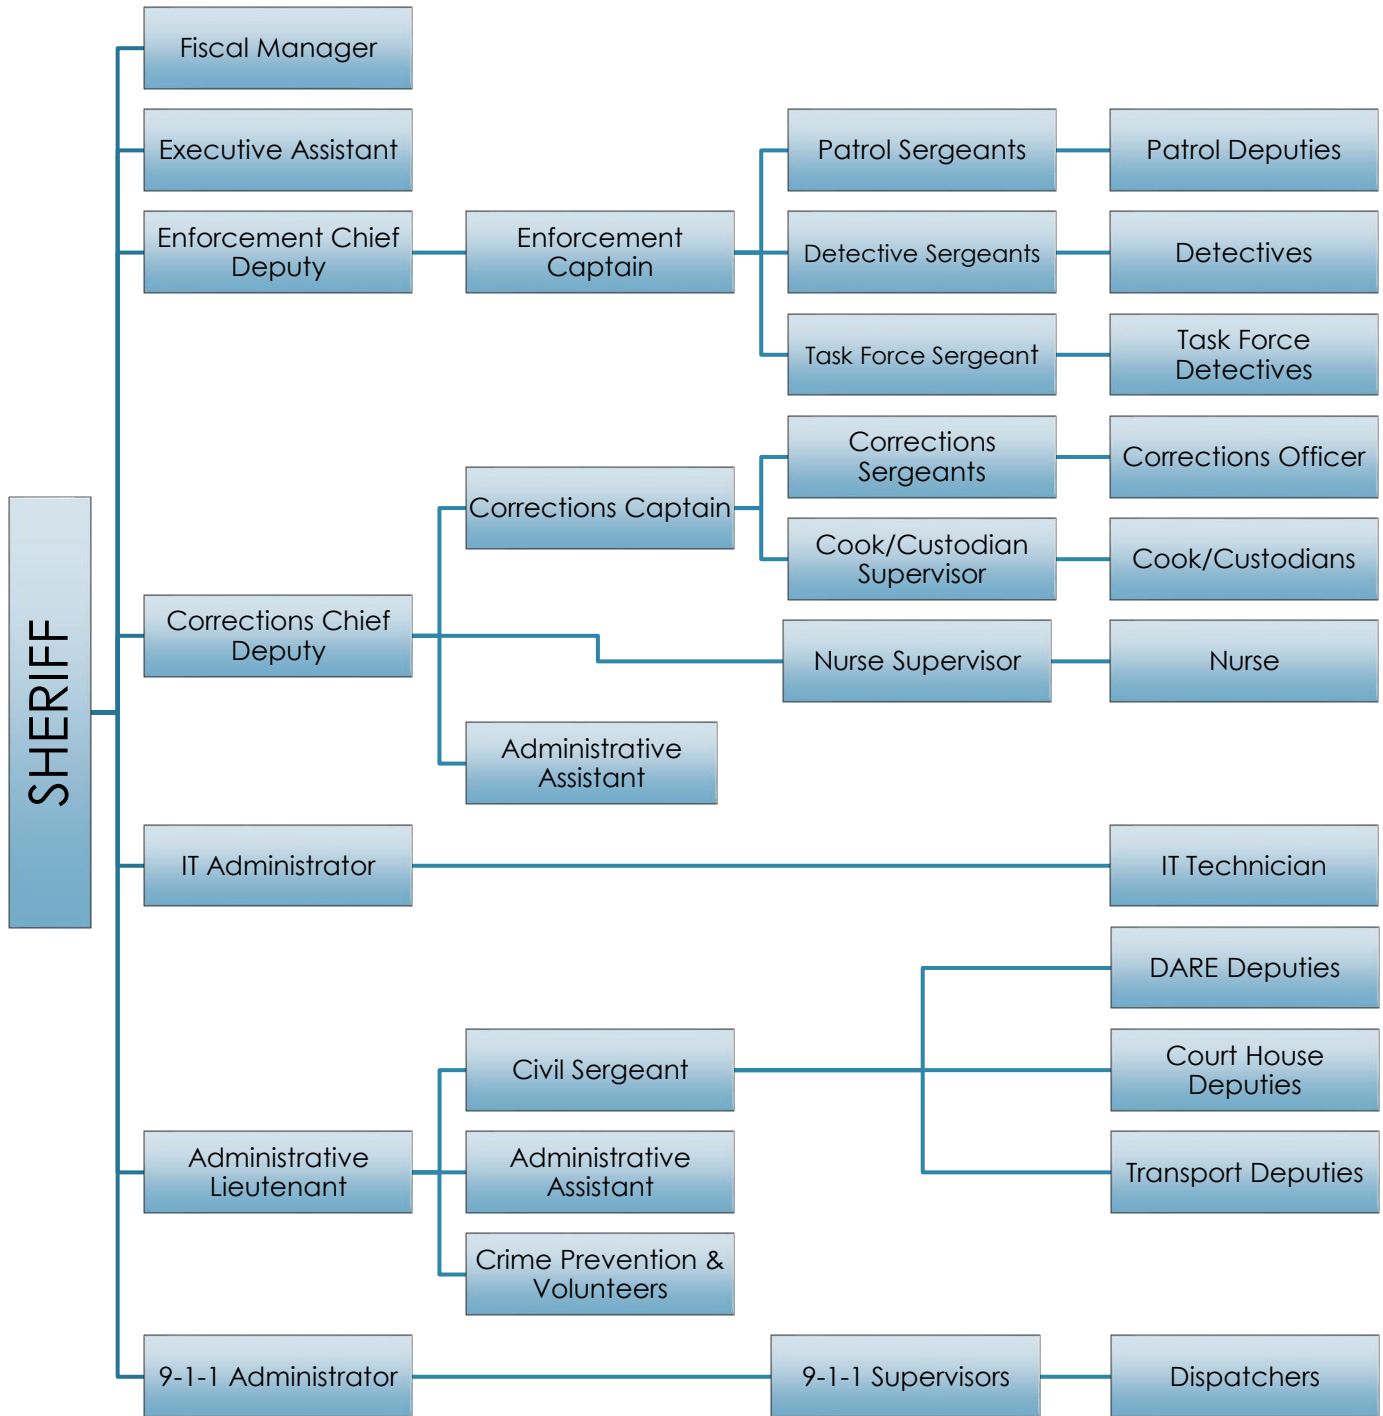 SHERIFF
Fiscal Manager
Executive Assistant
Enforcement Chief
Deputy
Enforcement
Captain
Patrol Sergeants
Patrol Deputies
Detective Sergeants
Detectives
Task Force Sergeant
Task Force
Detectives
Corrections Chief
Deputy
Corrections Captain
Corrections
Sergeants
Corrections Officer
Cook/Custodian
Supervisor
Cook/Custodians
Nurse Supervisor
Nurse
Administrative
Assistant
IT Administrator
IT Technician
Administrative
Lieutenant
Civil Sergeant
DARE Deputies
Court House
Deputies
Transport Deputies
Administrative
Assistant
Crime Prevention &
Volunteers
9-1-1 Administrator
9-1-1 Supervisors
Dispatchers